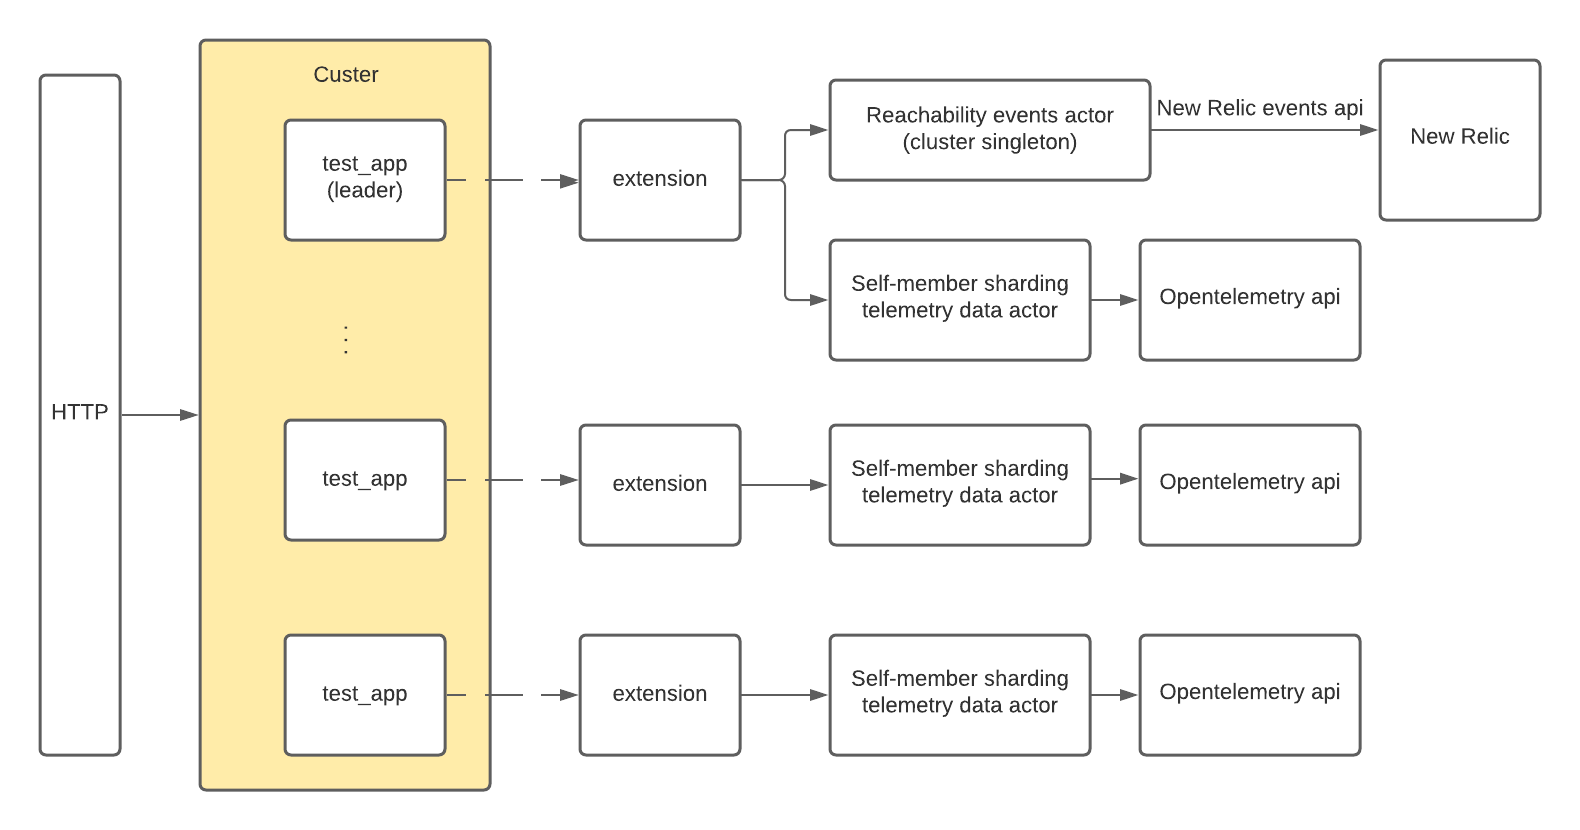 Custer
test_app
(leader)
extension
Reachability events actor
(cluster singleton)
New Relic events api
New Relic
Self-member sharding
telemetry data actor
Opentelemetry api
HTTP
test_app
extension
Self-member sharding
telemetry data actor
Opentelemetry api
test_app
extension
Self-member sharding
telemetry data actor
Opentelemetry api